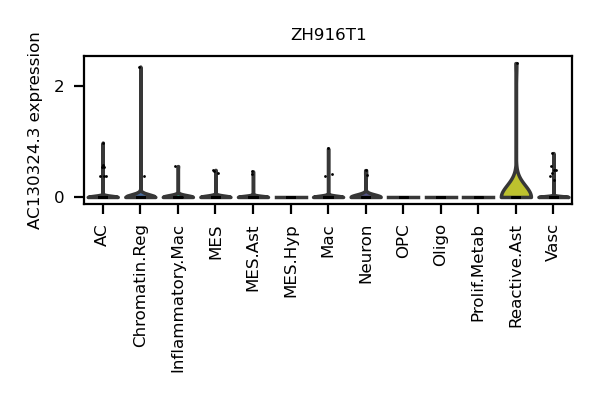 ZH916T1
AC130324.3 expression
2
0
AC
Chromatin.Reg
Inflammatory.Mac
MES
MES.Ast
MES.Hyp
Mac
Neuron
OPC
Oligo
Prolif.Metab
Reactive.Ast
Vasc